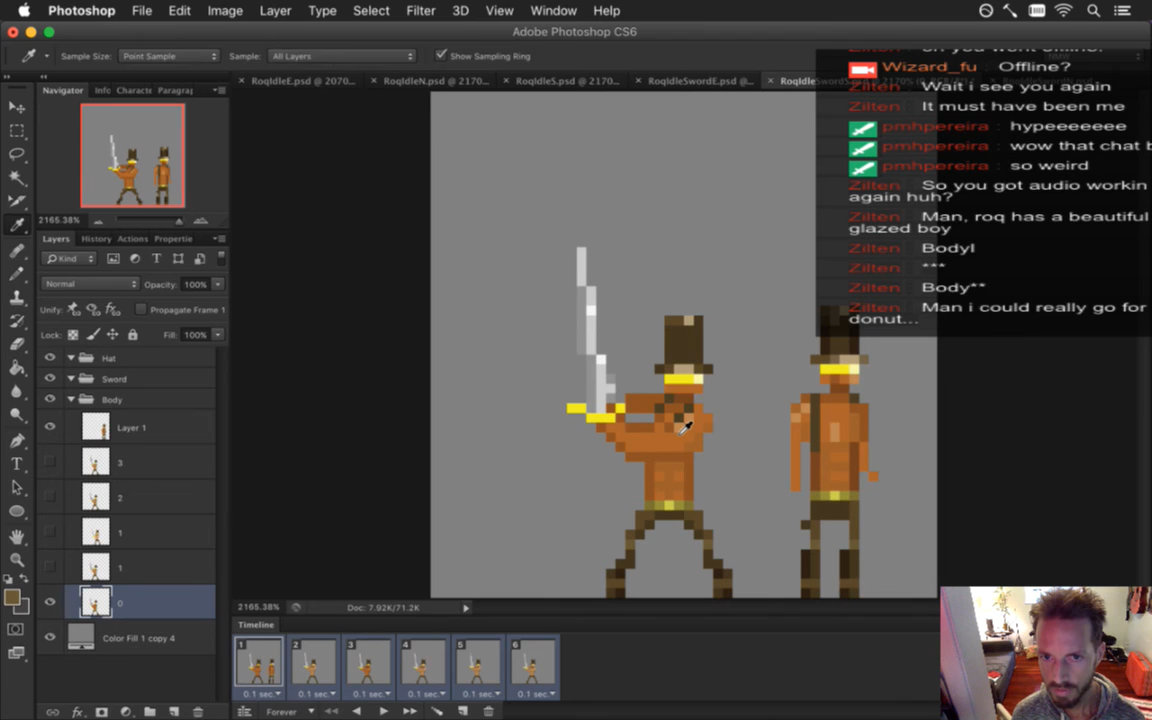 Photoshop File Edit Image Layer Type Select Filter 3D View Window Help
Adobe Photoshop CS6
Sample Size: Point Sample Sample: All Layers Show Sampling Ring
RoqIdleE @ 2070... RoqIdleN @ 2170... RoqIdleS @ 2170... RoqIdleSwordE @...
Navigator Info Characte Paragrap
2165.38%
Layers History Actions Propertie
Kind
Normal Opacity: 100%
Unify: Propagate Frame 1
Lock: Fill: 100%
Hat
Sword
Body
Layer 1
3
2
1
1
0
Color Fill 1 copy 4
Wizard_fu : Offline?
Zilten : Wait i see you again
Zilten : It must have been me
pmhpereira : hypeeeeeee
pmhpereira : wow that chat b
pmhpereira : so weird
Zilten : So you got audio workin
again huh?
Zilten : Man, roq has a beautiful
glazed boy
Zilten : Body!
Zilten : ***
Zilten : Body**
Zilten : Man i could really go for
donut...
2165.38% Doc: 7.92K/71.2K
Timeline
1 2 3 4 5 6
0.1 sec. 0.1 sec. 0.1 sec. 0.1 sec. 0.1 sec. 0.1 sec.
Forever